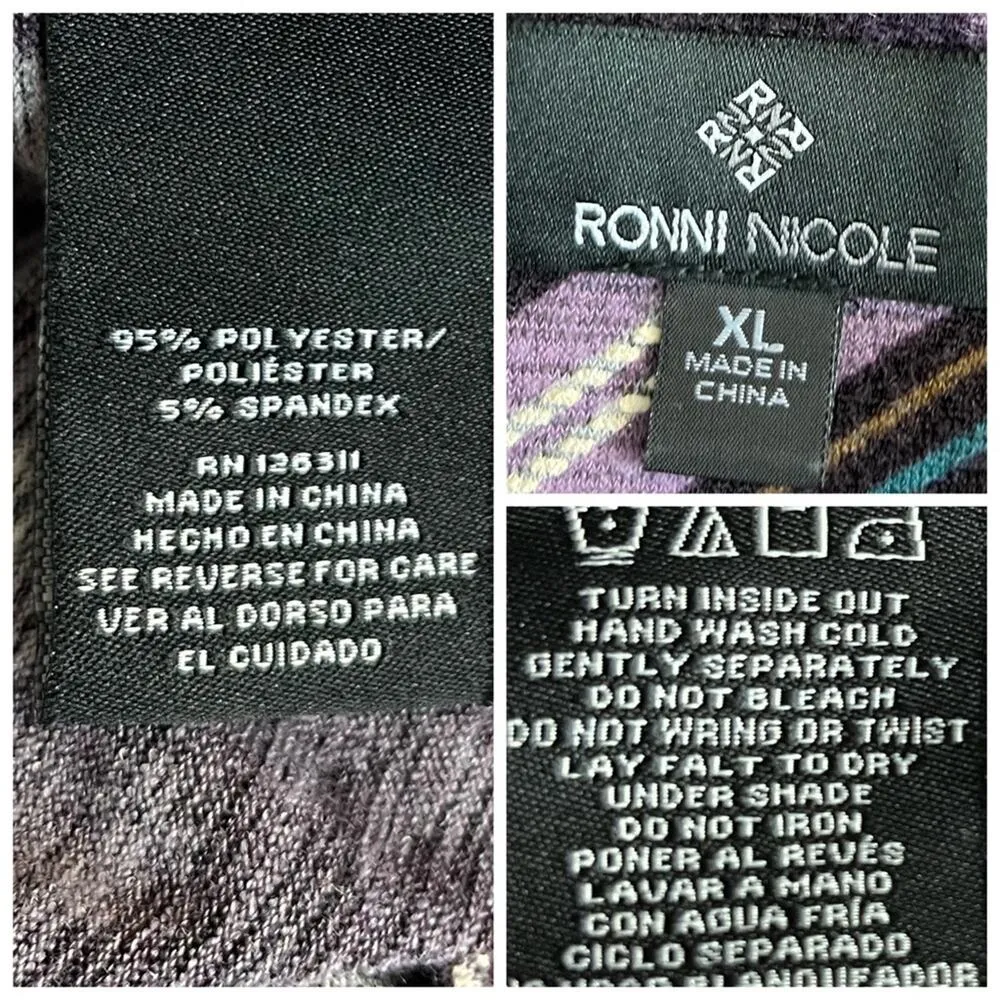 95% POLYESTER/
POLIÉSTER
5% SPANDEX
RN 126311
MADE IN CHINA
HECHO EN CHINA
SEE REVERSE FOR CARE
VER AL DORSO PARA
EL CUIDADO
RNR
RNR
RONNI NICOLE
XL
MADE IN
CHINA
TURN INSIDE OUT
HAND WASH COLD
GENTLY SEPARATELY
DO NOT BLEACH
DO NOT WRING OR TWIST
LAY FALT TO DRY
UNDER SHADE
DO NOT IRON
PONER AL REVÉS
LAVAR A MANO
CON AGUA FRÍA
CICLO SEPARADO
BLANQUEADOR